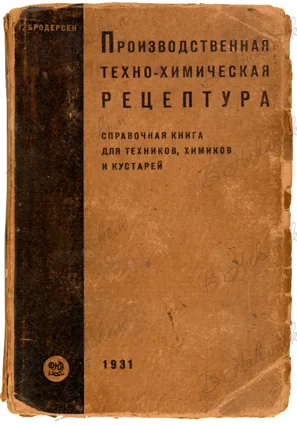 Г. БРОДЕРСЕН
ПРОИЗВОДСТВЕННАЯ
ТЕХНО-ХИМИЧЕСКАЯ
РЕЦЕПТУРА
СПРАВОЧНАЯ КНИГА
ДЛЯ ТЕХНИКОВ, ХИМИКОВ
И КУСТАРЕЙ
1931